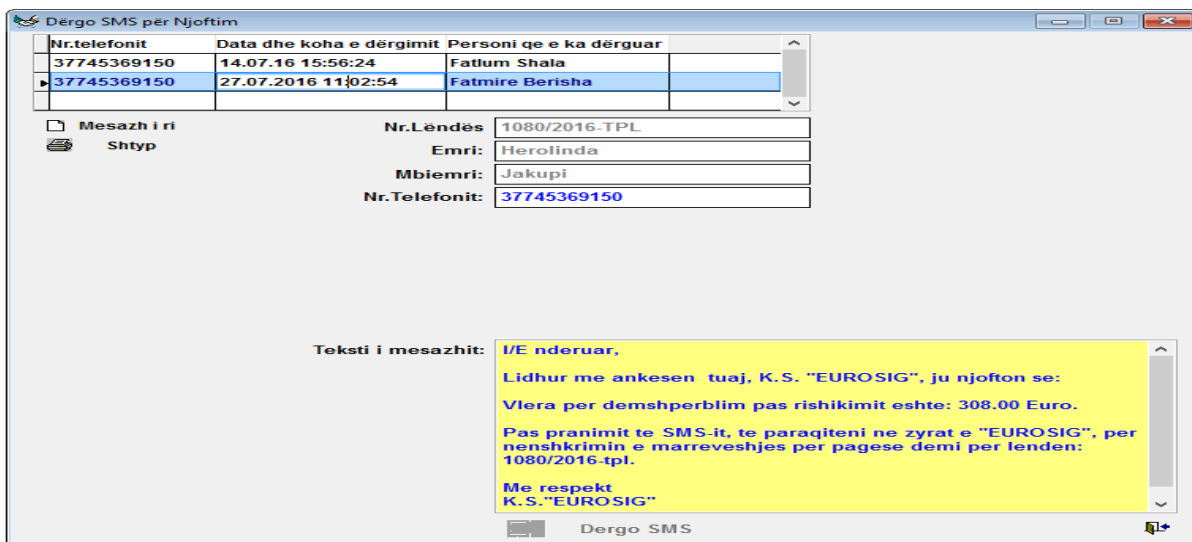 Dërgo SMS për Njoftim
Nr.telefonit Data dhe koha e dërgimit Personi qe e ka dërguar
37745369150 14.07.16 15:56:24 Fatlum Shala
37745369150 27.07.2016 11:02:54 Fatmire Berisha
Mesazh i ri
Shtyp
Nr.Lëndës 1080/2016-TPL
Emri: Herolinda
Mbiemri: Jakupi
Nr.Telefonit: 37745369150
Teksti i mesazhit: I/E nderuar,
Lidhur me ankesen tuaj, K.S. "EUROSIG", ju njofton se:
Vlera per demshperblim pas rishikimit eshte: 308.00 Euro.
Pas pranimit te SMS-it, te paraqiteni ne zyrat e "EUROSIG", per
nenshkrimin e marreveshjes per pagese demi per lenden:
1080/2016-tpl.
Me respekt
K.S."EUROSIG"
Dergo SMS